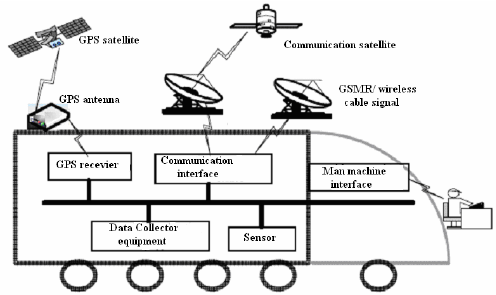 GPS satellite
Communication satellite
GPS antenna
GSMR/ wireless
cable signal
GPS recevier
Communication
interface
Man machine
interface
Data Collector
equipment
Sensor